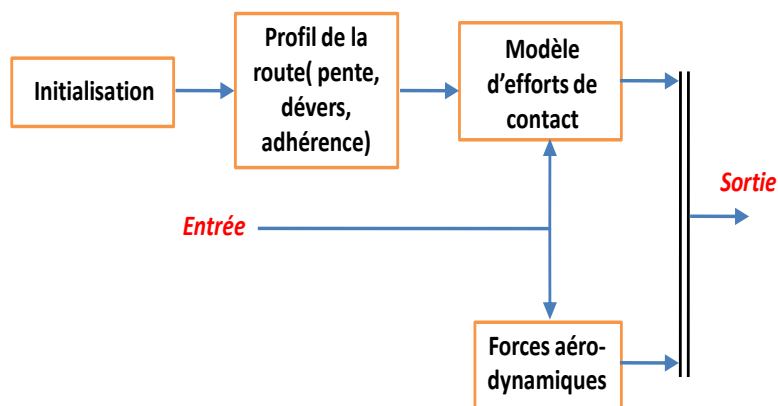 Initialisation
Profil de la
route( pente,
dévers,
adhérence)
Modèle
d’efforts de
contact
Sortie
Entrée
Forces aéro-
dynamiques